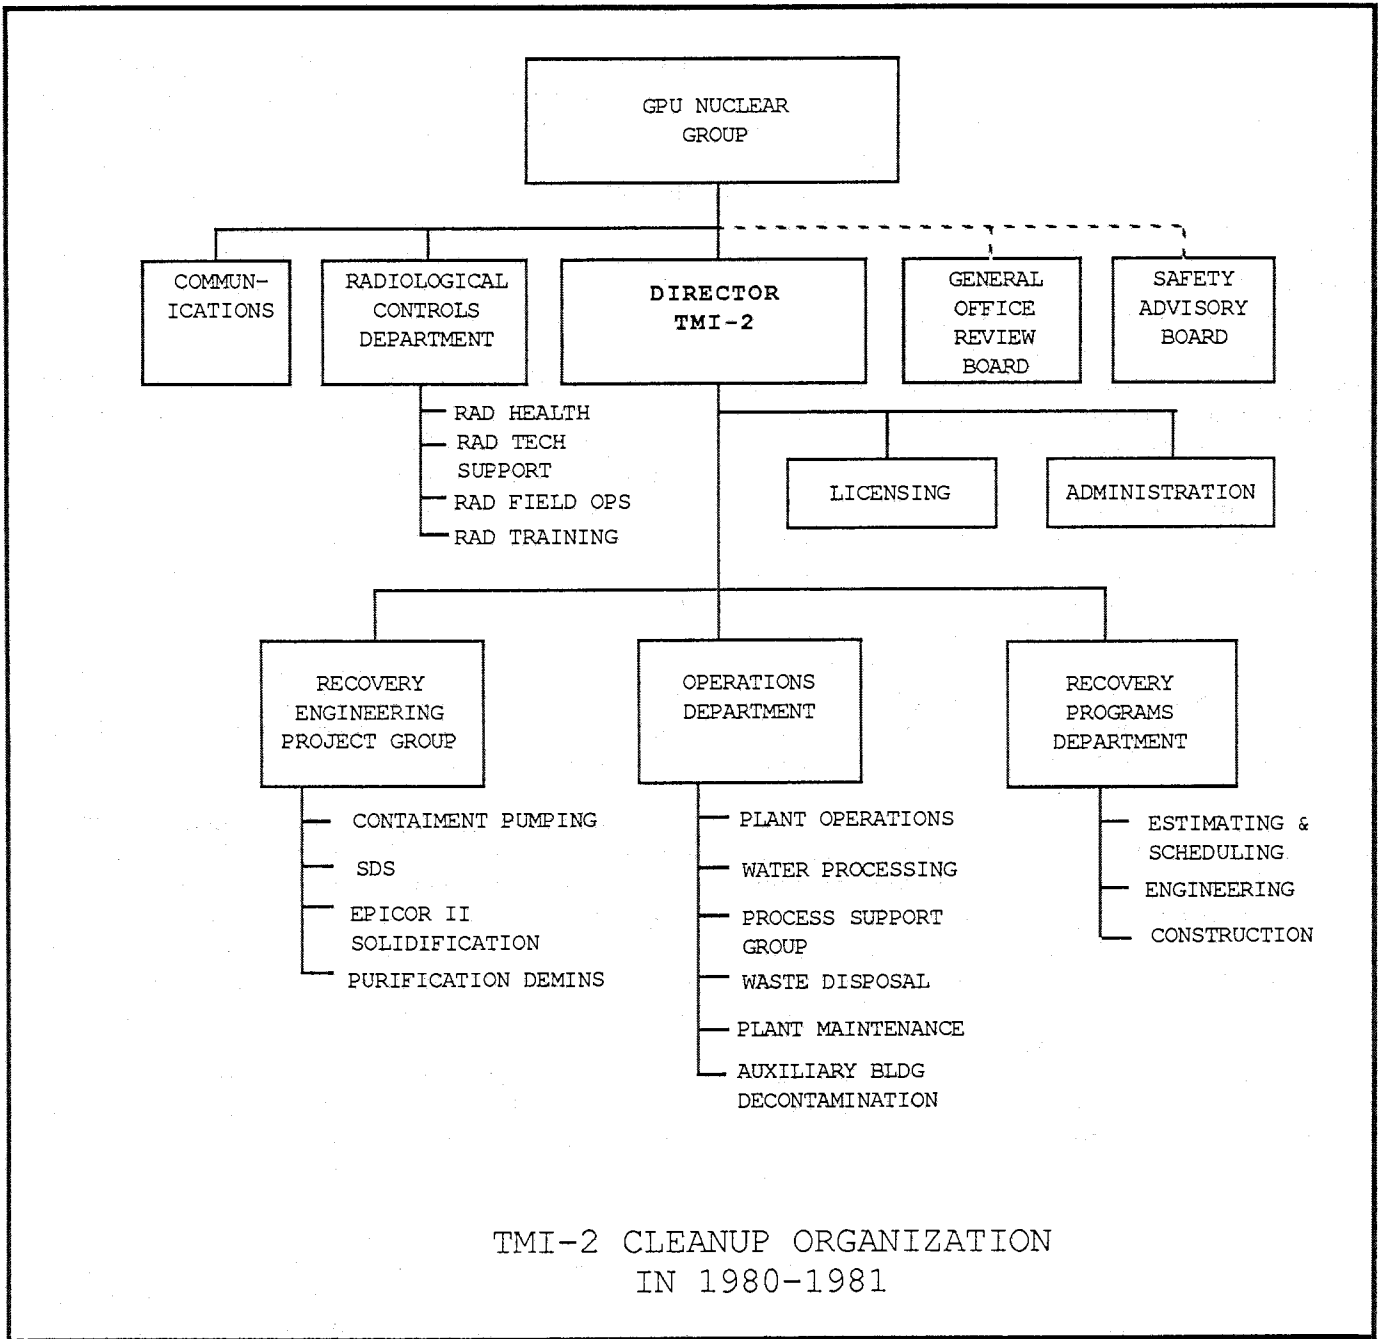 GPU NUCLEAR
GROUP
COMMUN-
ICATIONS
RADIOLOGICAL
CONTROLS
DEPARTMENT
DIRECTOR
TMI-2
GENERAL
OFFICE
REVIEW
BOARD
SAFETY
ADVISORY
BOARD
RAD HEALTH
RAD TECH
SUPPORT
RAD FIELD OPS
RAD TRAINING
LICENSING
ADMINISTRATION
RECOVERY
ENGINEERING
PROJECT GROUP
OPERATIONS
DEPARTMENT
RECOVERY
PROGRAMS
DEPARTMENT
CONTAIMENT PUMPING
SDS
EPICOR II
SOLIDIFICATION
PURIFICATION DEMINS
PLANT OPERATIONS
WATER PROCESSING
PROCESS SUPPORT
GROUP
WASTE DISPOSAL
PLANT MAINTENANCE
AUXILIARY BLDG
DECONTAMINATION
ESTIMATING &
SCHEDULING
ENGINEERING
CONSTRUCTION
TMI-2 CLEANUP ORGANIZATION
IN 1980-1981